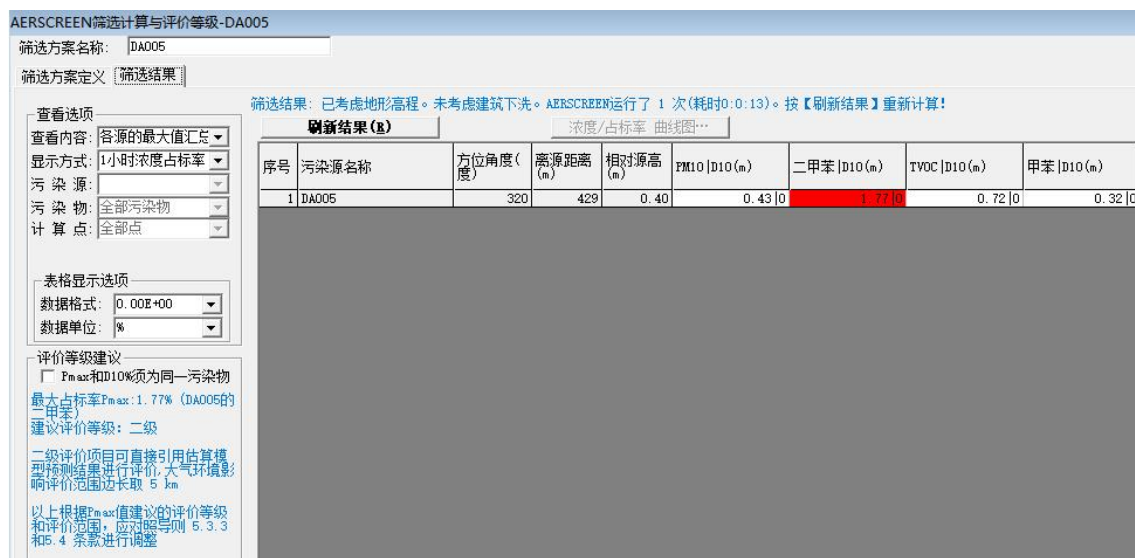 AERSCREEN筛选计算与评价等级-DA005
筛选方案名称: DA005
筛选方案定义 筛选结果
查看选项
查看内容: 各源的最大值汇总
显示方式: 1小时浓度占标率
污 染 源:
污 染 物: 全部污染物
计 算 点: 全部点
表格显示选项
数据格式: 0.00E+00
数据单位: %
评价等级建议
Pmax和D10%须为同一污染物
最大占标率Pmax:1.77% (DA005的
二甲苯)
建议评价等级: 二级
二级评价项目可直接引用估算模
型预测结果进行评价,大气环境影
响评价范围边长取 5 km
以上根据Pmax值建议的评价等级
和评价范围,应对照导则 5.3.3
和5.4 条款进行调整
筛选结果: 已考虑地形高程。未考虑建筑下洗。AERSCREEN运行了 1 次(耗时0:0:13)。按【刷新结果】重新计算!
刷新结果(R) 浓度/占标率 曲线图…
序号 污染源名称 方位角度(度) 离源距离(m) 相对源高(m) PM10|D10(m) 二甲苯|D10(m) TVOC|D10(m) 甲苯|D10(m)
1 DA005 320 429 0.40 0.43|0 1.77|0 0.72|0 0.32|0